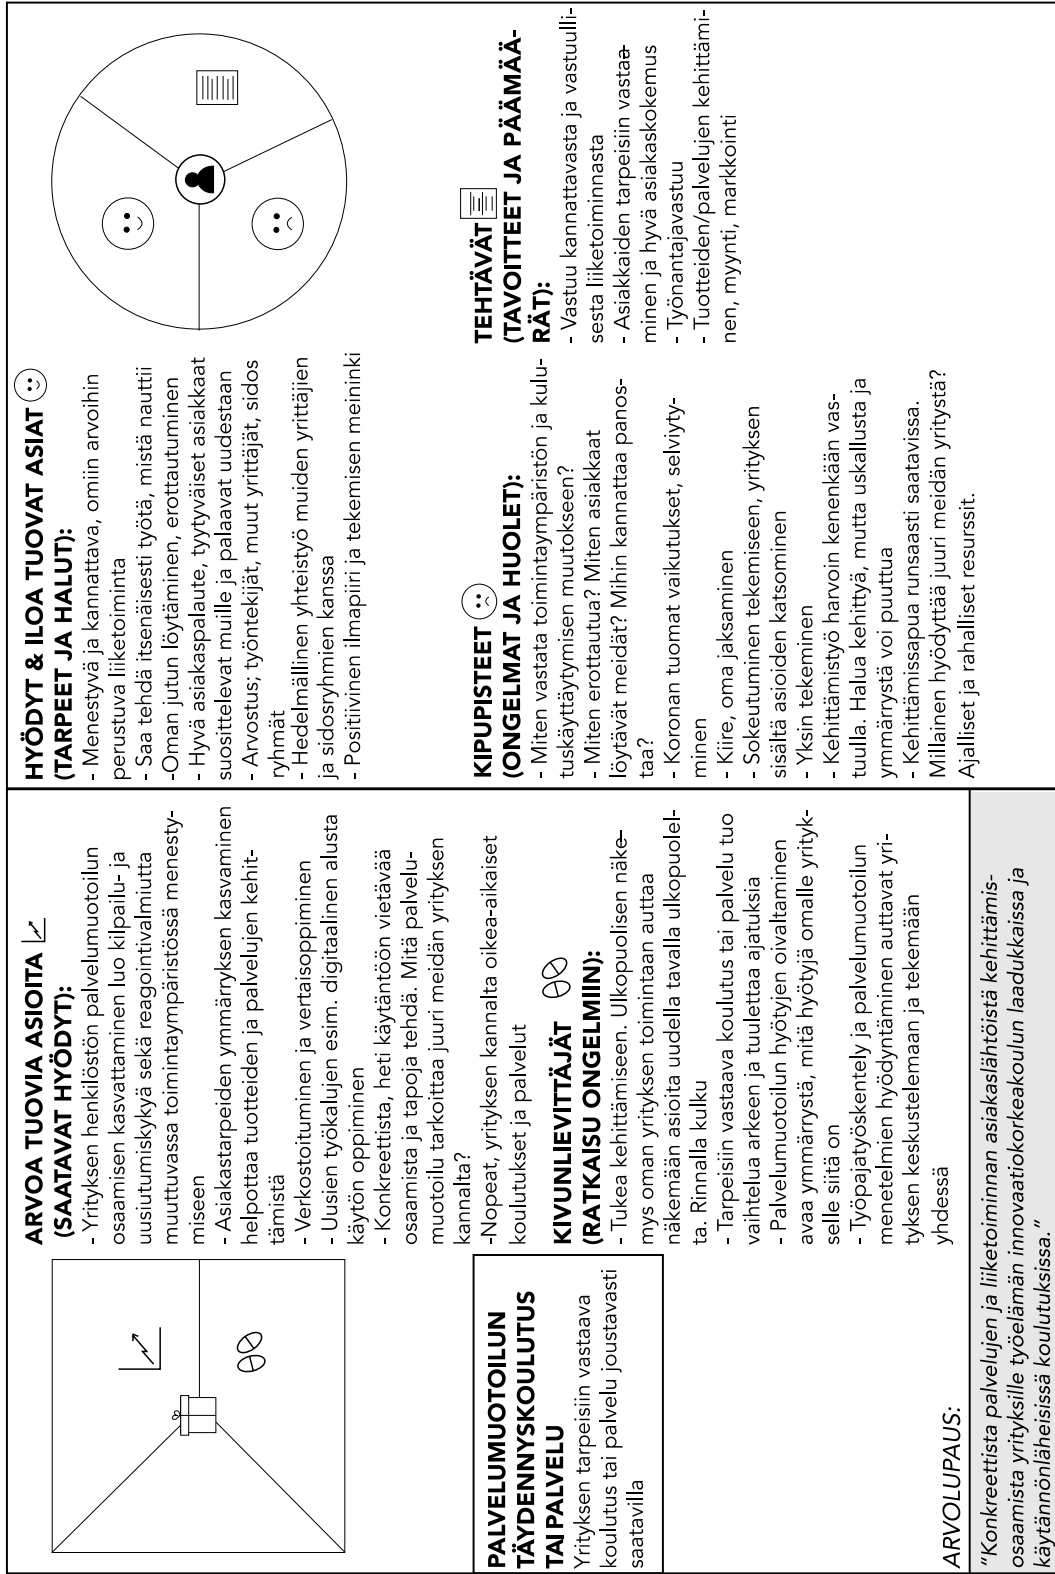 ARVOA TUOVIA ASIOITA
(SAATAVAT HYÖDYT):
- Yrityksen henkilöstön palvelumuotoilun
osaamisen kasvattaminen luo kilpailu- ja
uusiutumiskykyä sekä reagointivalmiutta
muuttuvassa toimintaympäristössä menesty-
miseen
- Asiakastarpeiden ymmärryksen kasvaminen
helpottaa tuotteiden ja palvelujen kehit-
tämistä
- Verkostoituminen ja vertaisoppiminen
- Uusien työkalujen esim. digitaalinen alusta
käytön oppiminen
- Konkreettista, heti käytäntöön vietävää
osaamista ja tapoja tehdä. Mitä palvelu-
muotoilu tarkoittaa juuri meidän yrityksen
kannalta?
-Nopeat, yrityksen kannalta oikea-aikaiset
koulutukset ja palvelut
PALVELUMUOTOILUN
TÄYDENNYSKOULUTUS
TAI PALVELU
Yrityksen tarpeisiin vastaava
koulutus tai palvelu joustavasti
saatavilla
KIVUNLIEVITTÄJÄT
(RATKAISU ONGELMIIN):
- Tukea kehittämiseen. Ulkopuolisen näke-
mys oman yrityksen toimintaan auttaa
näkemään asioita uudella tavalla ulkopuolel-
ta. Rinnalla kulku
- Tarpeisiin vastaava koulutus tai palvelu tuo
vaihtelua arkeen ja tuulettaa ajatuksia
- Palvelumuotoilun hyötyjen oivaltaminen
avaa ymmärrystä, mitä hyötyjä omalle yrityk-
selle siitä on
- Työpajatyöskentely ja palvelumuotoilun
menetelmien hyödyntäminen auttavat yri-
tyksen keskustelemaan ja tekemään
yhdessä
ARVOLUPAUS:
"Konkreettista palvelujen ja liiketoiminnan asiakaslähtöistä kehittämis-
osaamista yrityksille työelämän innovaatiokorkeakoulun laadukkaissa ja
käytännönläheisissä koulutuksissa."
HYÖDYT & ILOA TUOVAT ASIAT
(TARPEET JA HALUT):
- Menestyvä ja kannattava, omiin arvoihin
perustuva liiketoiminta
- Saa tehdä itsenäisesti työtä, mistä nauttii
-Oman jutun löytäminen, erottautuminen
- Hyvä asiakaspalaute, tyytyväiset asiakkaat
suosittelevat muille ja palaavat uudestaan
- Arvostus; työntekijät, muut yrittäjät, sidos
ryhmät
- Hedelmällinen yhteistyö muiden yrittäjien
ja sidosryhmien kanssa
- Positiivinen ilmapiiri ja tekemisen meininki
KIPUPISTEET
(ONGELMAT JA HUOLET):
- Miten vastata toimintaympäristön ja kulu-
tuskäyttäytymisen muutokseen?
- Miten erottautua? Miten asiakkaat
löytävät meidät? Mihin kannattaa panos-
taa?
- Koronan tuomat vaikutukset, selviyty-
minen
- Kiire, oma jaksaminen
- Sokeutuminen tekemiseen, yrityksen
sisältä asioiden katsominen
- Yksin tekeminen
- Kehittämistyö harvoin kenenkään vas-
tuulla. Halua kehittyä, mutta uskallusta ja
ymmärrystä voi puuttua
- Kehittämisapua runsaasti saatavissa.
Millainen hyödyttää juuri meidän yritystä?
Ajalliset ja rahalliset resurssit.
TEHTÄVÄT
(TAVOITTEET JA PÄÄMÄÄ-
RÄT):
- Vastuu kannattavasta ja vastuulli-
sesta liiketoiminnasta
- Asiakkaiden tarpeisiin vastaa-
minen ja hyvä asiakaskokemus
- Työnantajavastuu
- Tuotteiden/palvelujen kehittämi-
nen, myynti, markkointi